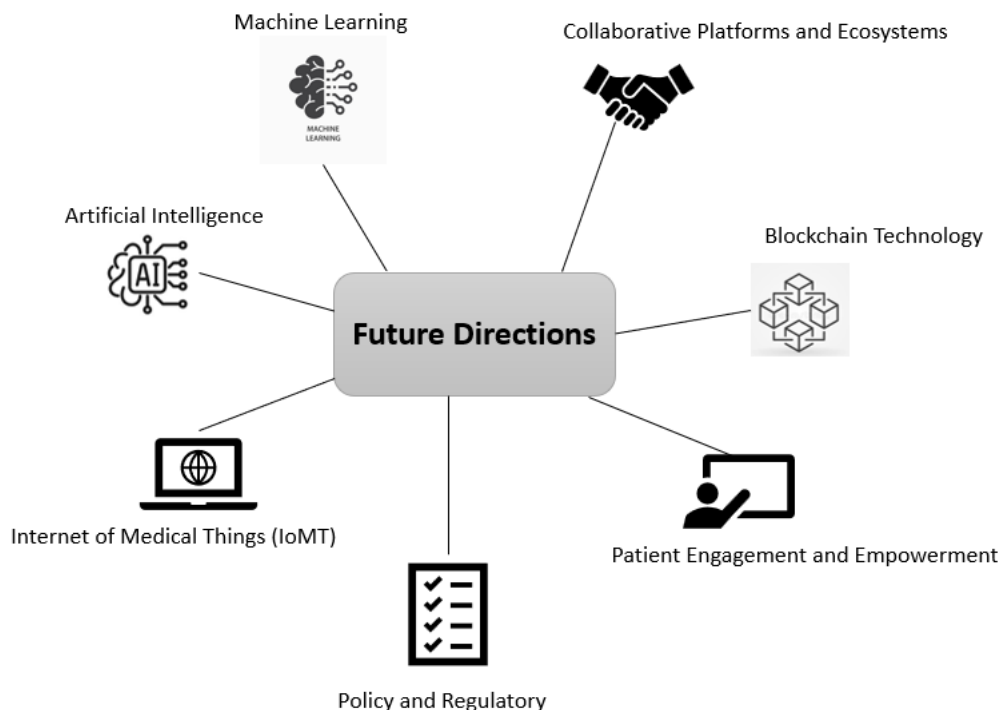 Machine Learning
MACHINE
LEARNING
Collaborative Platforms and Ecosystems
Artificial Intelligence
AI
Blockchain Technology
Future Directions
Internet of Medical Things (IoMT)
Patient Engagement and Empowerment
Policy and Regulatory